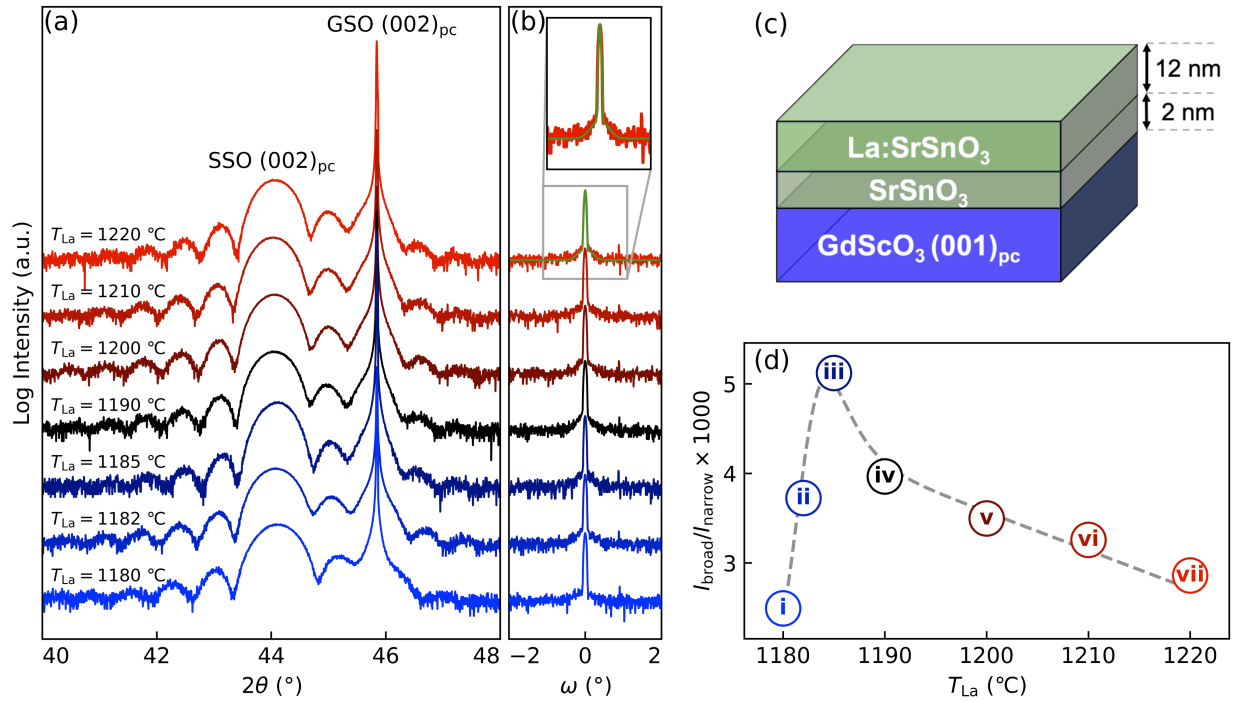 (a)
GSO (002)pc
SSO (002)pc
TLa = 1220 ℃
TLa = 1210 ℃
TLa = 1200 ℃
TLa = 1190 ℃
TLa = 1185 ℃
TLa = 1182 ℃
TLa = 1180 ℃
Log Intensity (a.u.)
40 42 44 46 48
2θ (°)
(b)
−2 0 2
ω (°)
(c)
12 nm
2 nm
La:SrSnO3
SrSnO3
GdScO3 (001)pc
(d)
Ibroad/Inarrow × 1000
5
4
3
i
ii
iii
iv
v
vi
vii
1180 1190 1200 1210 1220
TLa (℃)